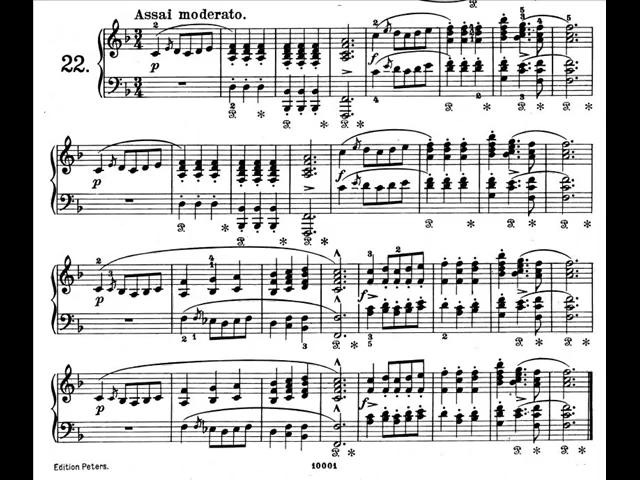 Assai moderato.
22.
p
f
p
f
p
f
p
f
Edition Peters.
10001